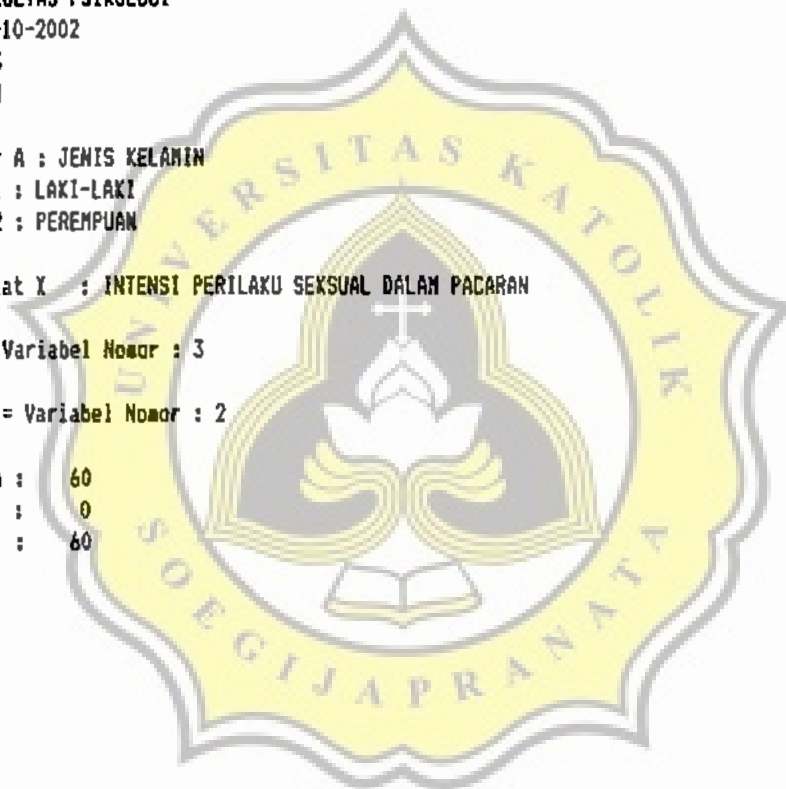 -10-2002
A : JENIS KELAMIN
: LAKI-LAKI
: PEREMPUAN
at X : INTENSI PERILAKU SEKSUAL DALAM PACARAN
Variabel Nomor : 3
= Variabel Nomor : 2
: 60
: 0
: 60
UNIVERSITAS KATOLIK
SOEGIJAPRANATA